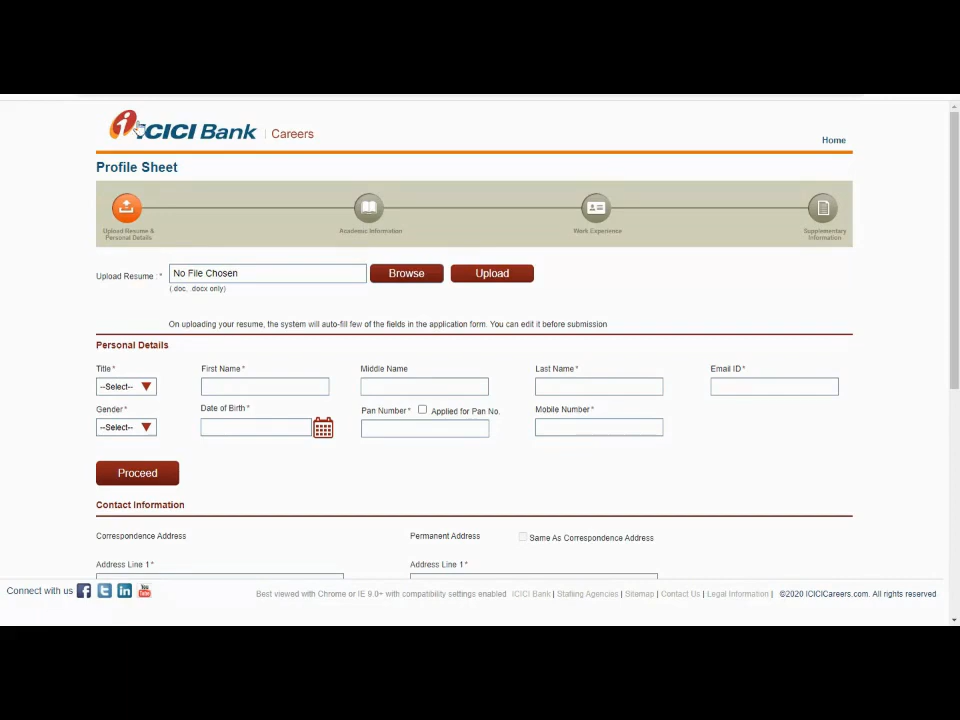 iCICI Bank | Careers
Home
Profile Sheet
Upload Resume & Personal Details
Academic Information
Work Experience
Supplementary Information
Upload Resume : * No File Chosen Browse Upload
(.doc, .docx only)
On uploading your resume, the system will auto-fill few of the fields in the application form. You can edit it before submission
Personal Details
Title* First Name* Middle Name Last Name* Email ID*
--Select--
Gender* Date of Birth* Pan Number* Applied for Pan No. Mobile Number*
--Select--
Proceed
Contact Information
Correspondence Address Permanent Address Same As Correspondence Address
Address Line 1* Address Line 1*
Connect with us f t in You Tube Best viewed with Chrome or IE 9.0+ with compatibility settings enabled ICICI Bank | Staffing Agencies | Sitemap | Contact Us | Legal Information | ©2020 ICICICareers.com. All rights reserved